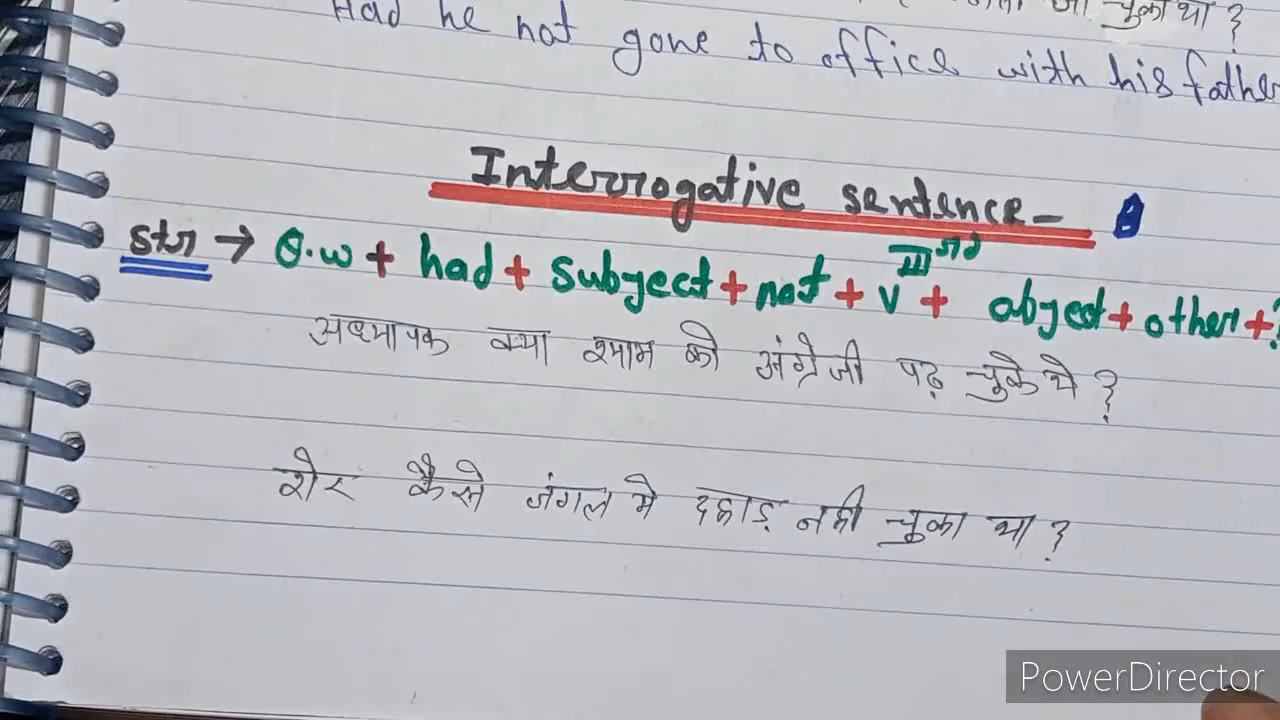 चुका था ?
Had he not gone to office with his father
Interrogative sentence - B
Str → Q.w + had + subject + not + V IIIrd + object + other + ?
अध्यापक क्या श्याम को अंग्रेजी पढ़ चुके थे ?
शेर कैसे जंगल मे दहाड़ नही चुका था ?
PowerDirector